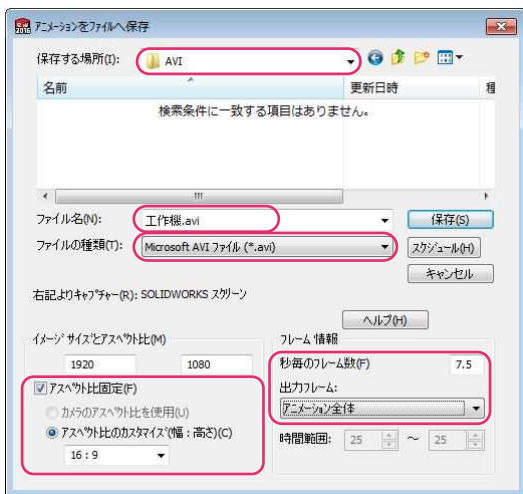 アニメーションをファイルへ保存
保存する場所(I): AVI
名前 更新日時 種
検索条件に一致する項目はありません。
ファイル名(N): 工作機.avi 保存(S)
ファイルの種類(T): Microsoft AVI ファイル (*.avi) スケジュール(H)
キャンセル
右記よりキャプチャー(R): SOLIDWORKS スクリーン
ヘルプ(H)
イメージ サイズとアスペクト比(M) フレーム 情報
1920 1080 秒毎のフレーム数(F) 7.5
アスペクト比固定(F) 出力フレーム:
カメラのアスペクト比を使用(U) アニメーション全体
アスペクト比のカスタマイズ(幅 : 高さ)(C) 時間範囲: 25 ~ 25
16 : 9